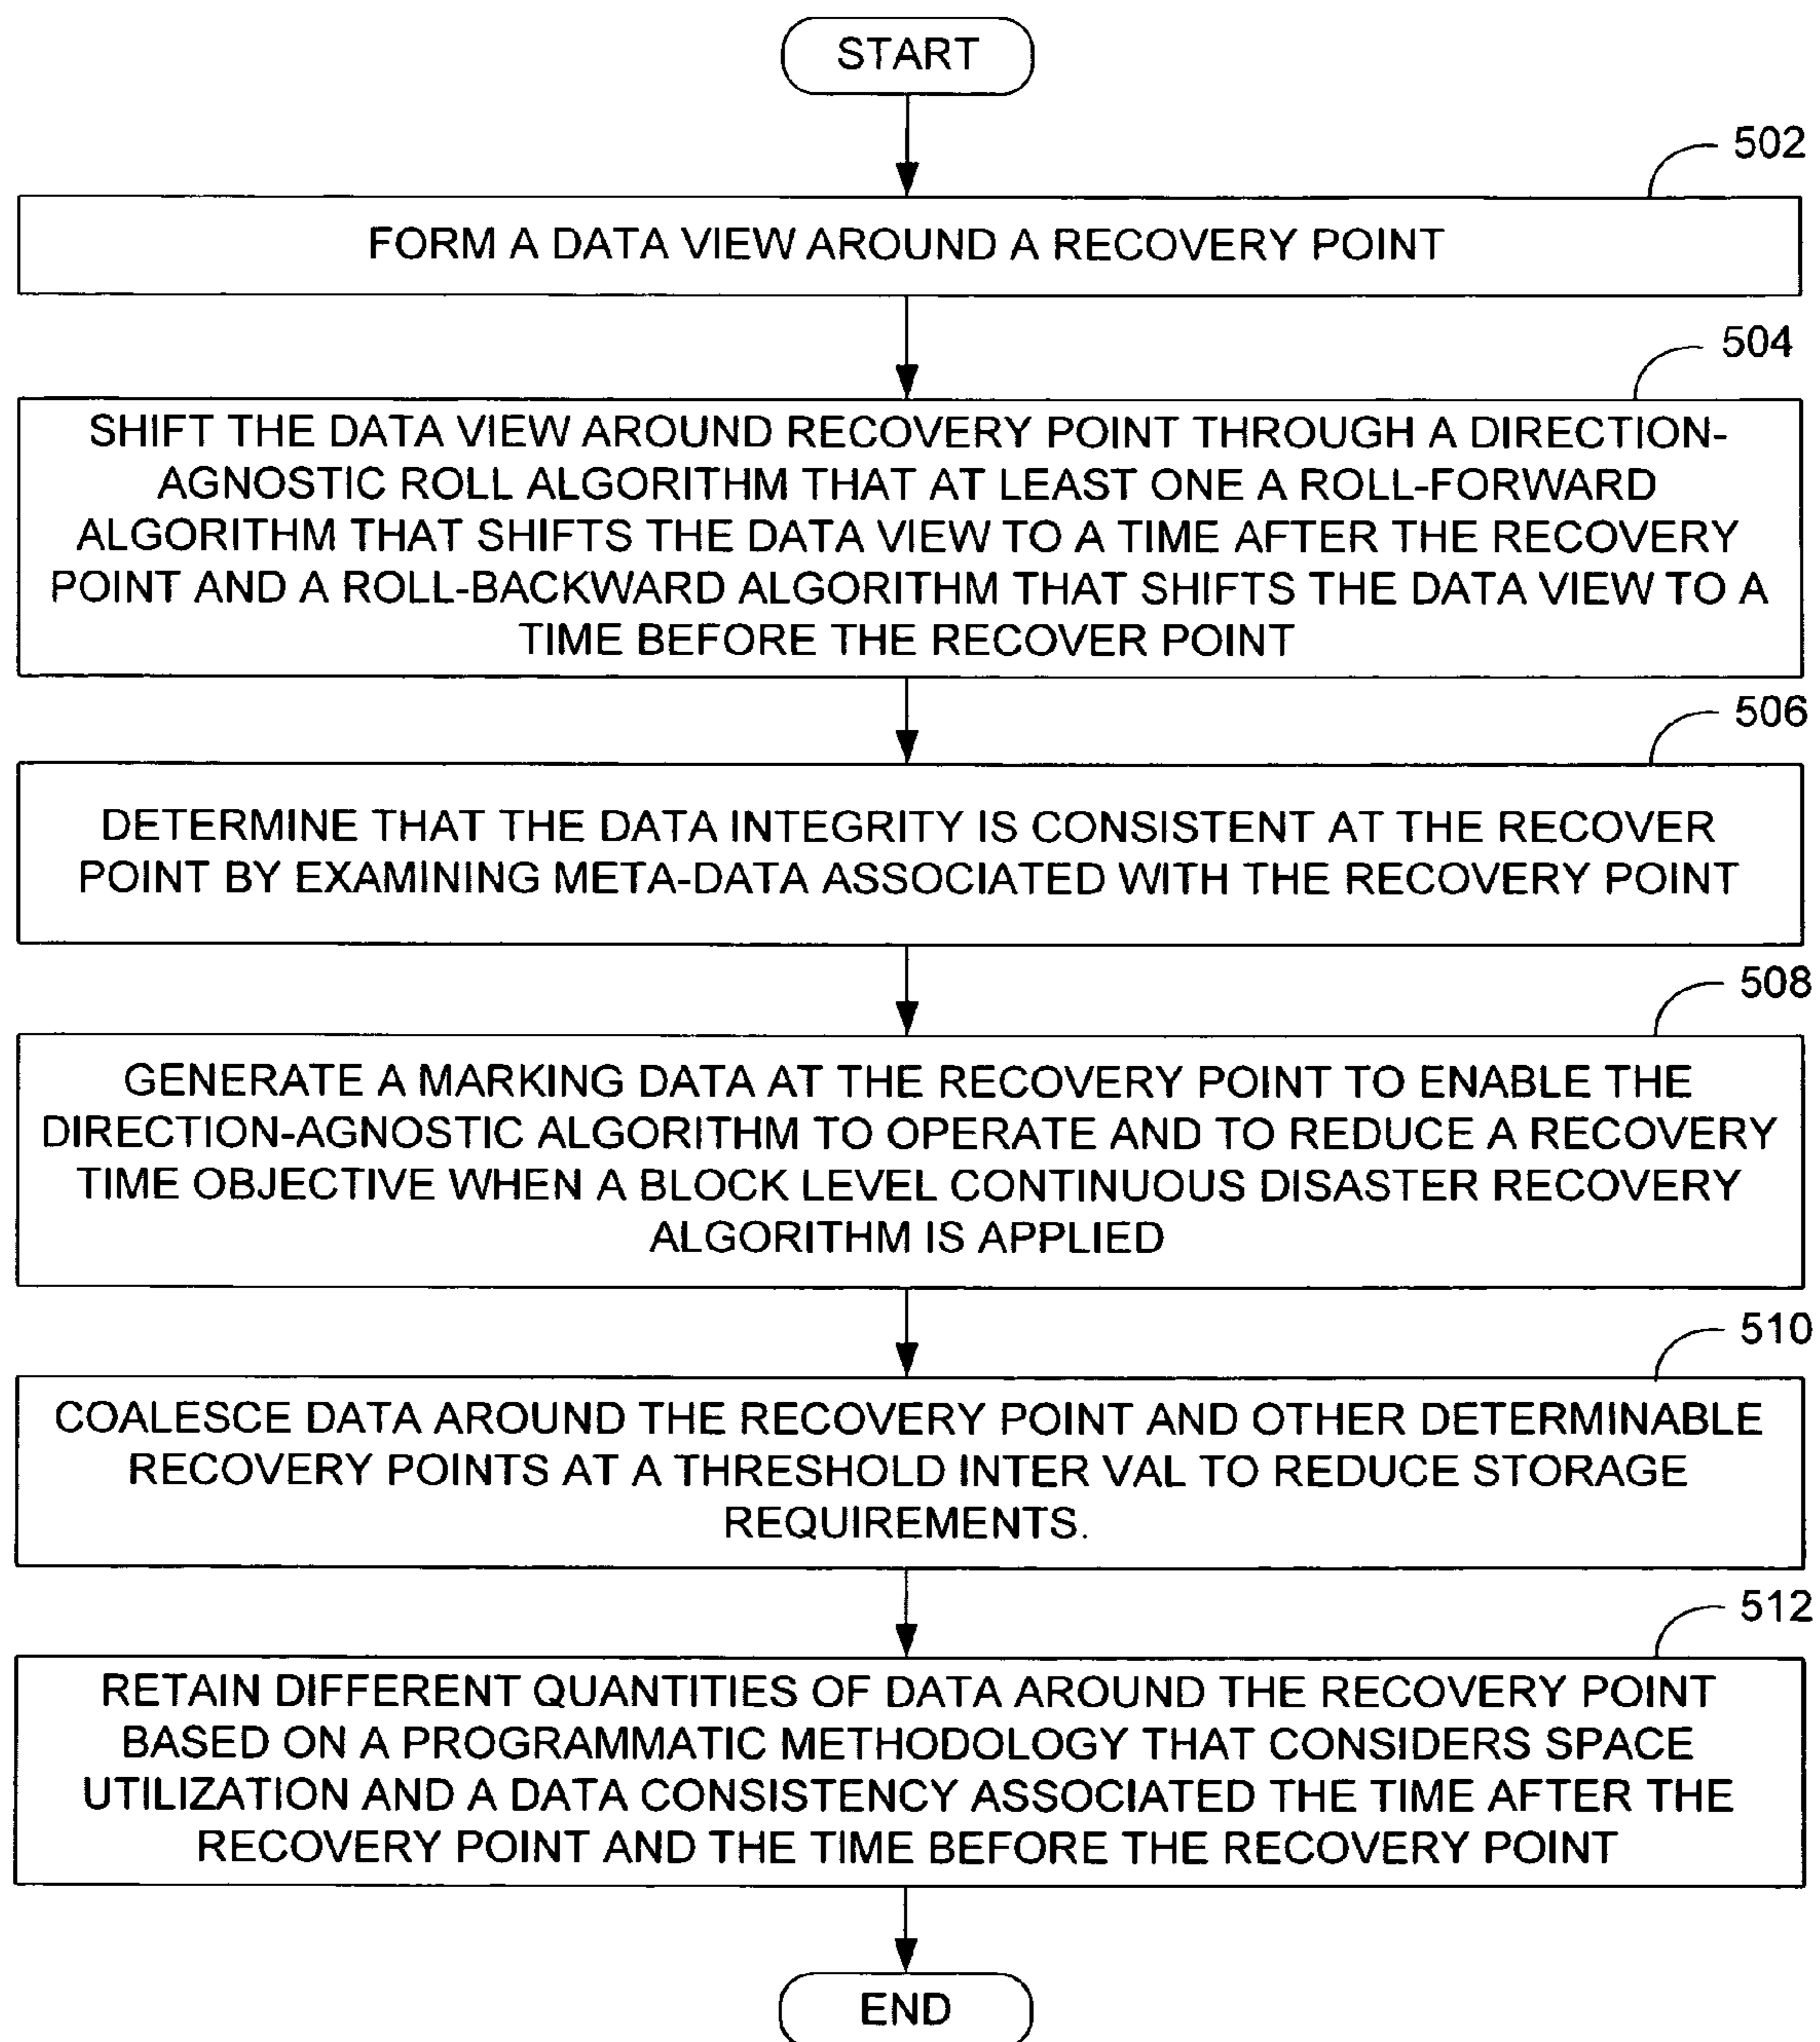 START
502
FORM A DATA VIEW AROUND A RECOVERY POINT
504
SHIFT THE DATA VIEW AROUND RECOVERY POINT THROUGH A DIRECTION-
AGNOSTIC ROLL ALGORITHM THAT AT LEAST ONE A ROLL-FORWARD
ALGORITHM THAT SHIFTS THE DATA VIEW TO A TIME AFTER THE RECOVERY
POINT AND A ROLL-BACKWARD ALGORITHM THAT SHIFTS THE DATA VIEW TO A
TIME BEFORE THE RECOVER POINT
506
DETERMINE THAT THE DATA INTEGRITY IS CONSISTENT AT THE RECOVER
POINT BY EXAMINING META-DATA ASSOCIATED WITH THE RECOVERY POINT
508
GENERATE A MARKING DATA AT THE RECOVERY POINT TO ENABLE THE
DIRECTION-AGNOSTIC ALGORITHM TO OPERATE AND TO REDUCE A RECOVERY
TIME OBJECTIVE WHEN A BLOCK LEVEL CONTINUOUS DISASTER RECOVERY
ALGORITHM IS APPLIED
510
COALESCE DATA AROUND THE RECOVERY POINT AND OTHER DETERMINABLE
RECOVERY POINTS AT A THRESHOLD INTER VAL TO REDUCE STORAGE
REQUIREMENTS.
512
RETAIN DIFFERENT QUANTITIES OF DATA AROUND THE RECOVERY POINT
BASED ON A PROGRAMMATIC METHODOLOGY THAT CONSIDERS SPACE
UTILIZATION AND A DATA CONSISTENCY ASSOCIATED THE TIME AFTER THE
RECOVERY POINT AND THE TIME BEFORE THE RECOVERY POINT
END